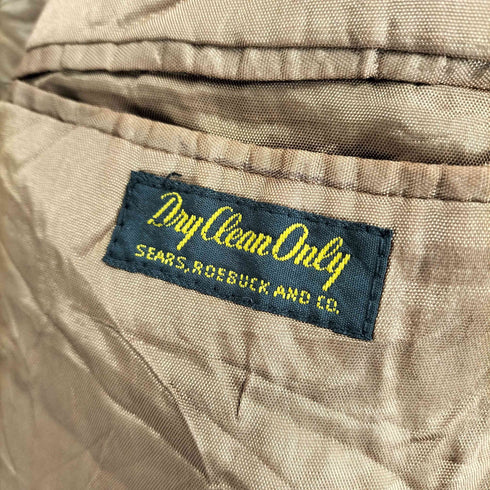 Dry Clean Only
SEARS, ROEBUCK AND CO.